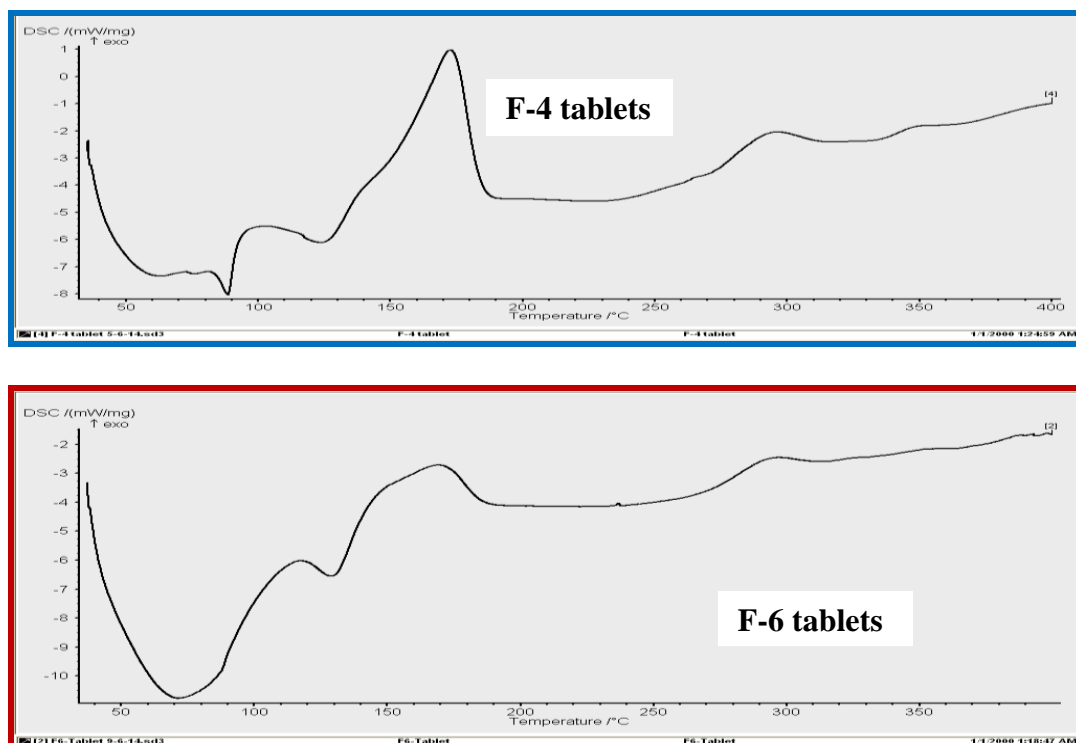 DSC /(mW/mg)
↑ exo
1
0
-1
-2
-3
-4
-5
-6
-7
-8
F-4 tablets
[4]
50 100 150 200 250 300 350 400
Temperature /°C
[4] F-4 tablet 5-6-14.sd3 F-4 tablet F-4 tablet 1/1/2000 1:24:59 AM
DSC /(mW/mg)
↑ exo
-2
-3
-4
-5
-6
-7
-8
-9
-10
F-6 tablets
[2]
50 100 150 200 250 300 350
Temperature /°C
[2] F6-Tablet 9-6-14.sd3 F6-Tablet F6-Tablet 1/1/2000 1:18:47 AM